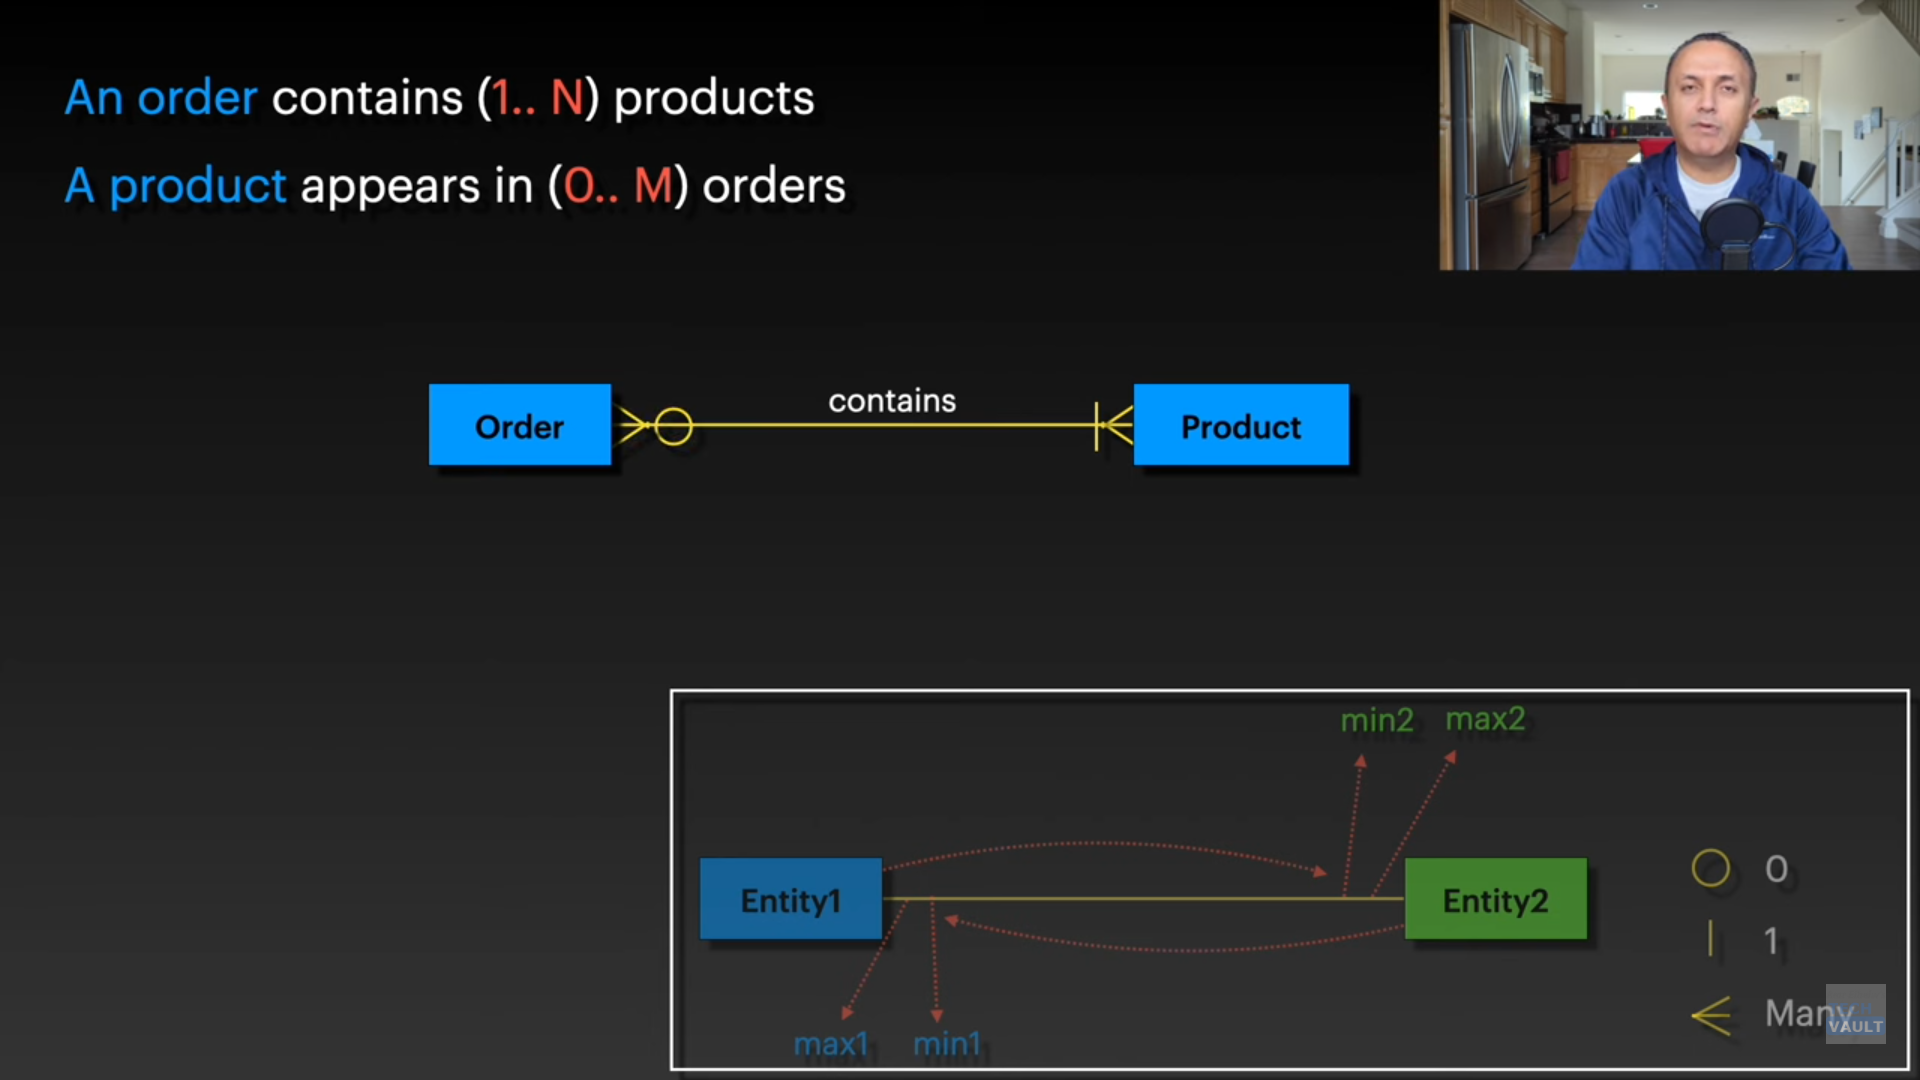 An order contains (1.. N) products
A product appears in (0.. M) orders
contains
Order
Product
min2 max2
Entity1
Entity2
0
1
Many
VAULT
max1 min1